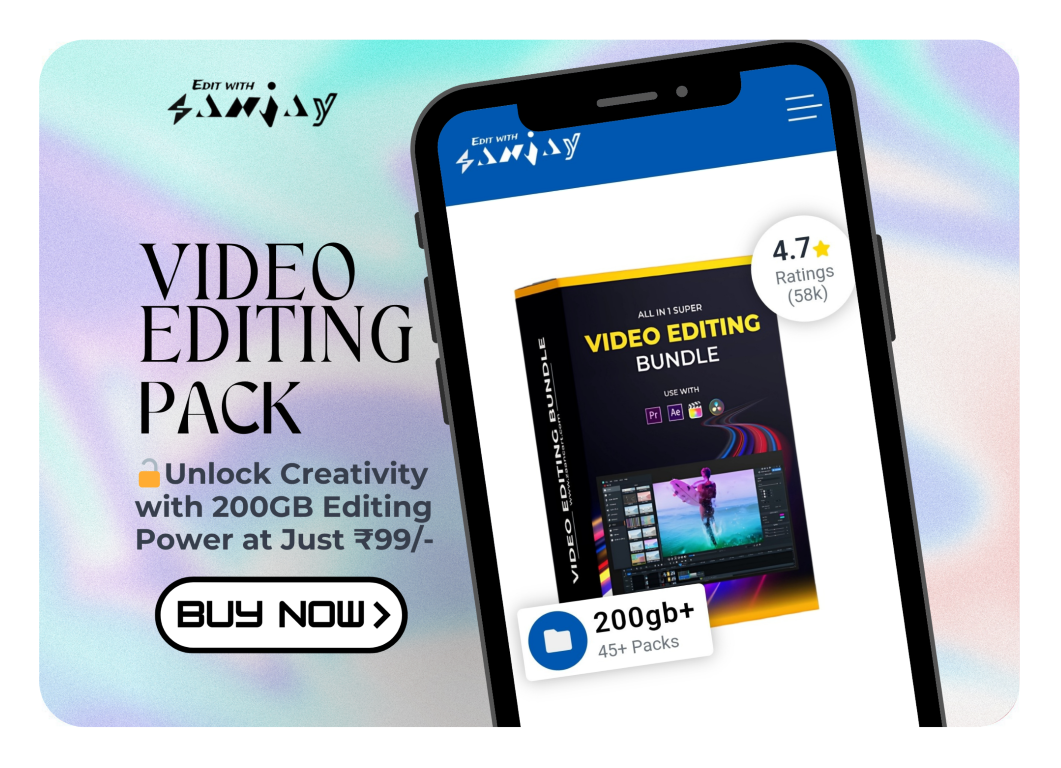 EDIT WITH
SANJAY
VIDEO
EDITING
PACK
🔓Unlock Creativity
with 200GB Editing
Power at Just ₹99/-
BUY NOW >
EDIT WITH
SANJAY
4.7⭐
Ratings
(58k)
ALL IN 1 SUPER
VIDEO EDITING
BUNDLE
USE WITH
Pr Ae
VIDEO EDITING BUNDLE
200gb+
45+ Packs